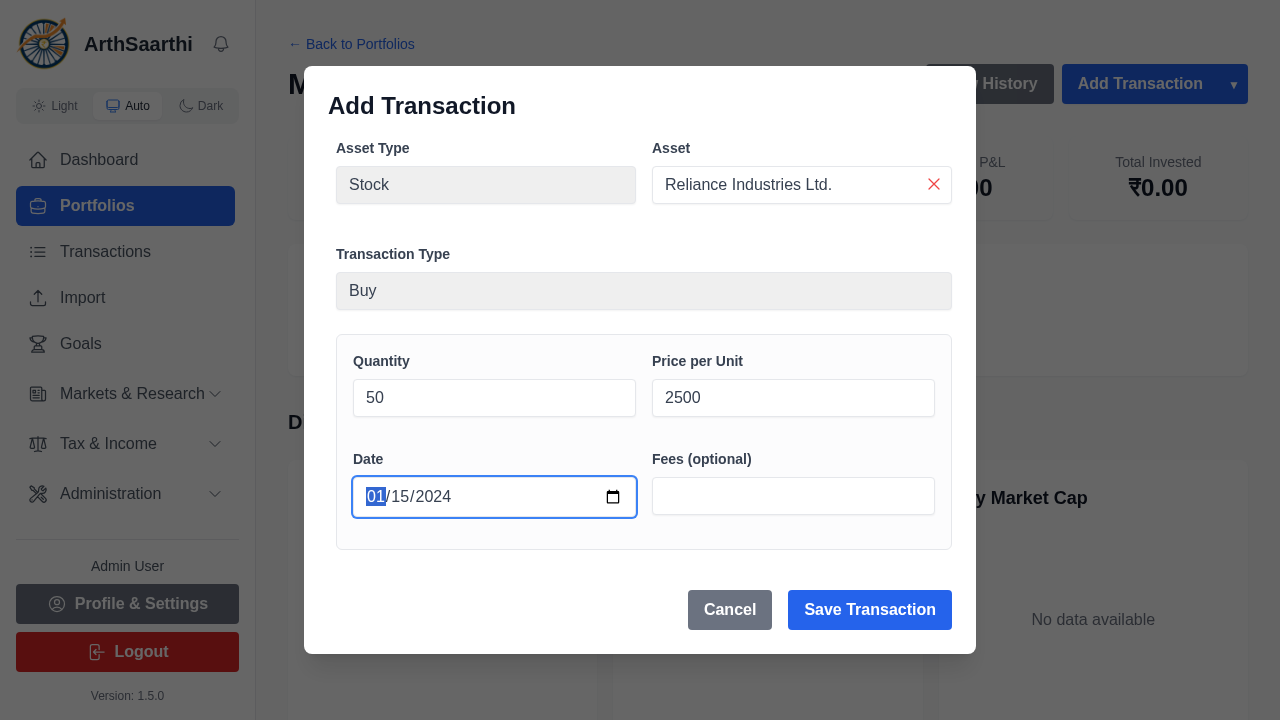 ArthSaarthi
Light
Auto
Dark
Dashboard
Portfolios
Transactions
Import
Goals
Markets & Research
Tax & Income
Administration
Admin User
Profile & Settings
Logout
Version: 1.5.0
← Back to Portfolios
M
History
Add Transaction ▾
P&L
00
Total Invested
₹0.00
D
y Market Cap
No data available
Add Transaction
Asset Type
Asset
Stock
Reliance Industries Ltd.
Transaction Type
Buy
Quantity
Price per Unit
50
2500
Date
Fees (optional)
01/15/2024
Cancel
Save Transaction